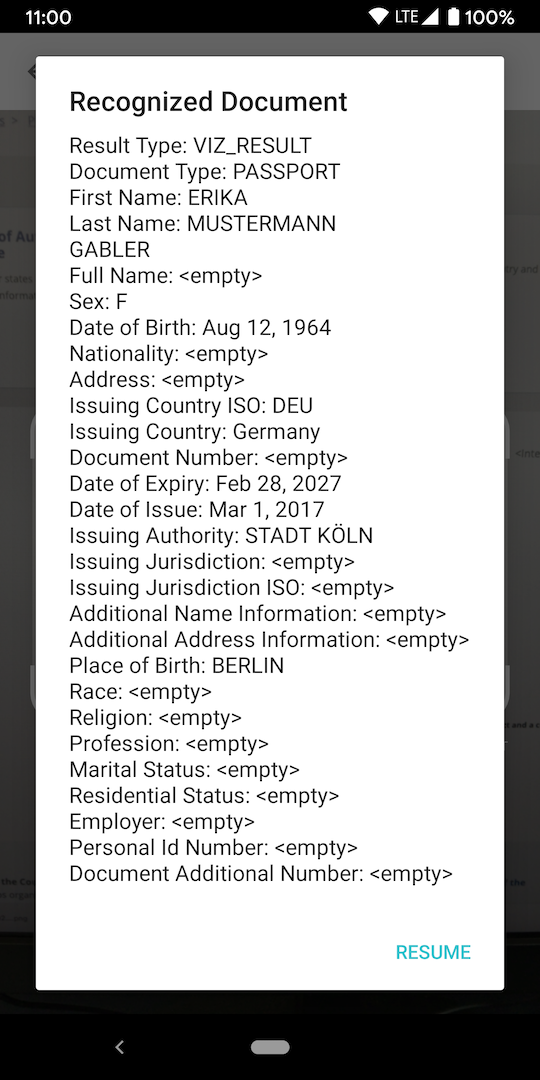 11:00
LTE
100%
Recognized Document
Result Type: VIZ_RESULT
Document Type: PASSPORT
First Name: ERIKA
Last Name: MUSTERMANN
GABLER
Full Name: <empty>
Sex: F
Date of Birth: Aug 12, 1964
Nationality: <empty>
Address: <empty>
Issuing Country ISO: DEU
Issuing Country: Germany
Document Number: <empty>
Date of Expiry: Feb 28, 2027
Date of Issue: Mar 1, 2017
Issuing Authority: STADT KÖLN
Issuing Jurisdiction: <empty>
Issuing Jurisdiction ISO: <empty>
Additional Name Information: <empty>
Additional Address Information: <empty>
Place of Birth: BERLIN
Race: <empty>
Religion: <empty>
Profession: <empty>
Marital Status: <empty>
Residential Status: <empty>
Employer: <empty>
Personal Id Number: <empty>
Document Additional Number: <empty>
RESUME